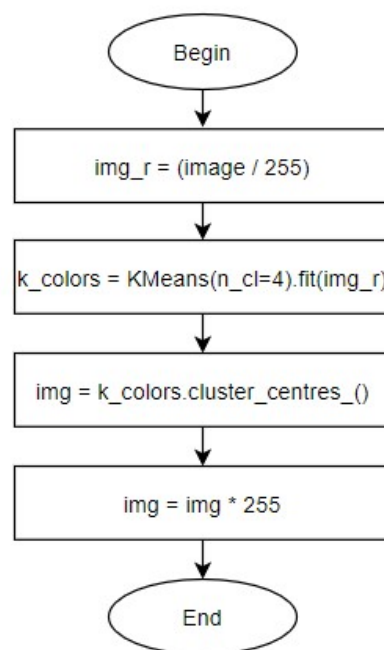 Begin
img_r = (image / 255)
k_colors = KMeans(n_cl=4).fit(img_r)
img = k_colors.cluster_centres_()
img = img * 255
End